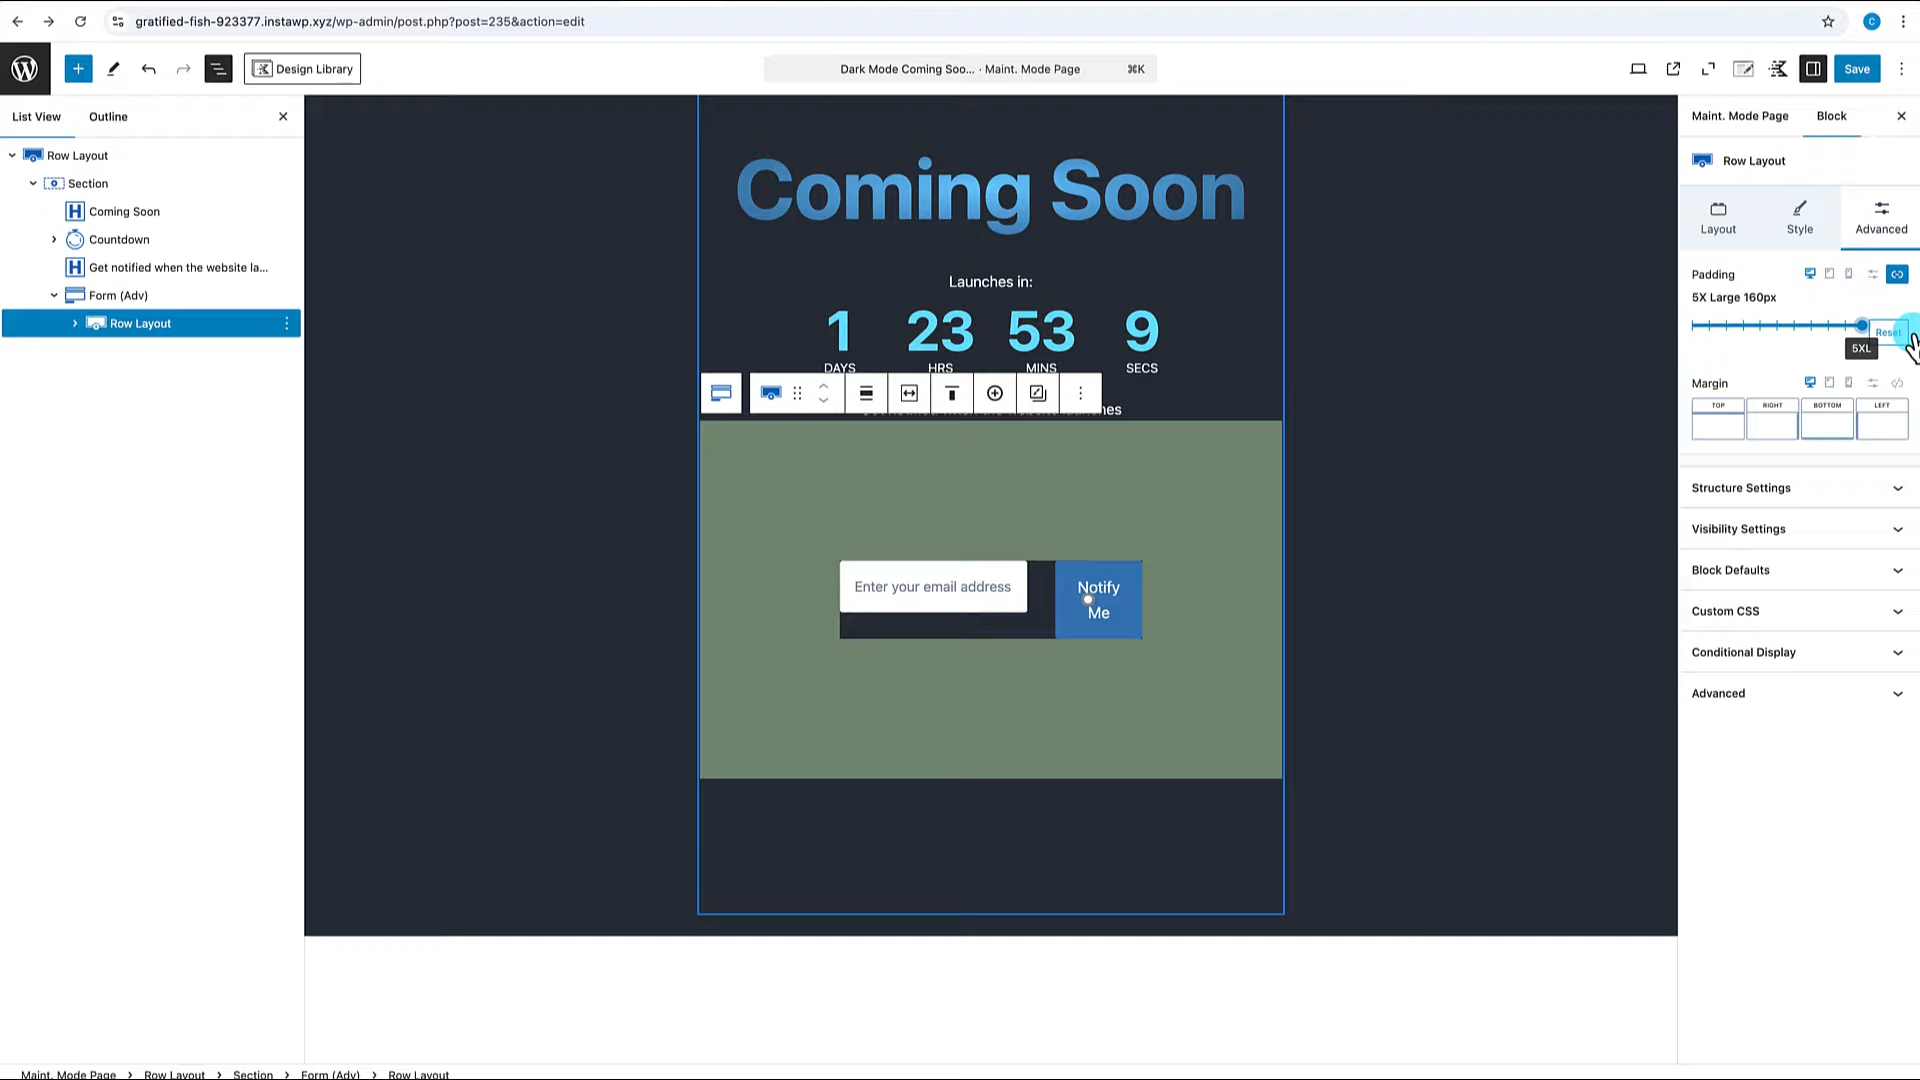 gratified-fish-923377.instawp.xyz/wp-admin/post.php?post=235&action=edit
C
Design Library
Dark Mode Coming Soo... · Maint. Mode Page
⌘K
Save
List View
Outline
Row Layout
Section
Coming Soon
Countdown
Get notified when the website la...
Form (Adv)
Row Layout
Coming Soon
Launches in:
1 23 53 9
DAYS HRS MINS SECS
Enter your email address
Notify
Me
Maint. Mode Page
Block
Row Layout
Layout
Style
Advanced
Padding
5X Large 160px
Reset
5XL
Margin
TOP RIGHT BOTTOM LEFT
Structure Settings
Visibility Settings
Block Defaults
Custom CSS
Conditional Display
Advanced
Maint. Mode Page > Row Layout > Section > Form (Adv) > Row Layout